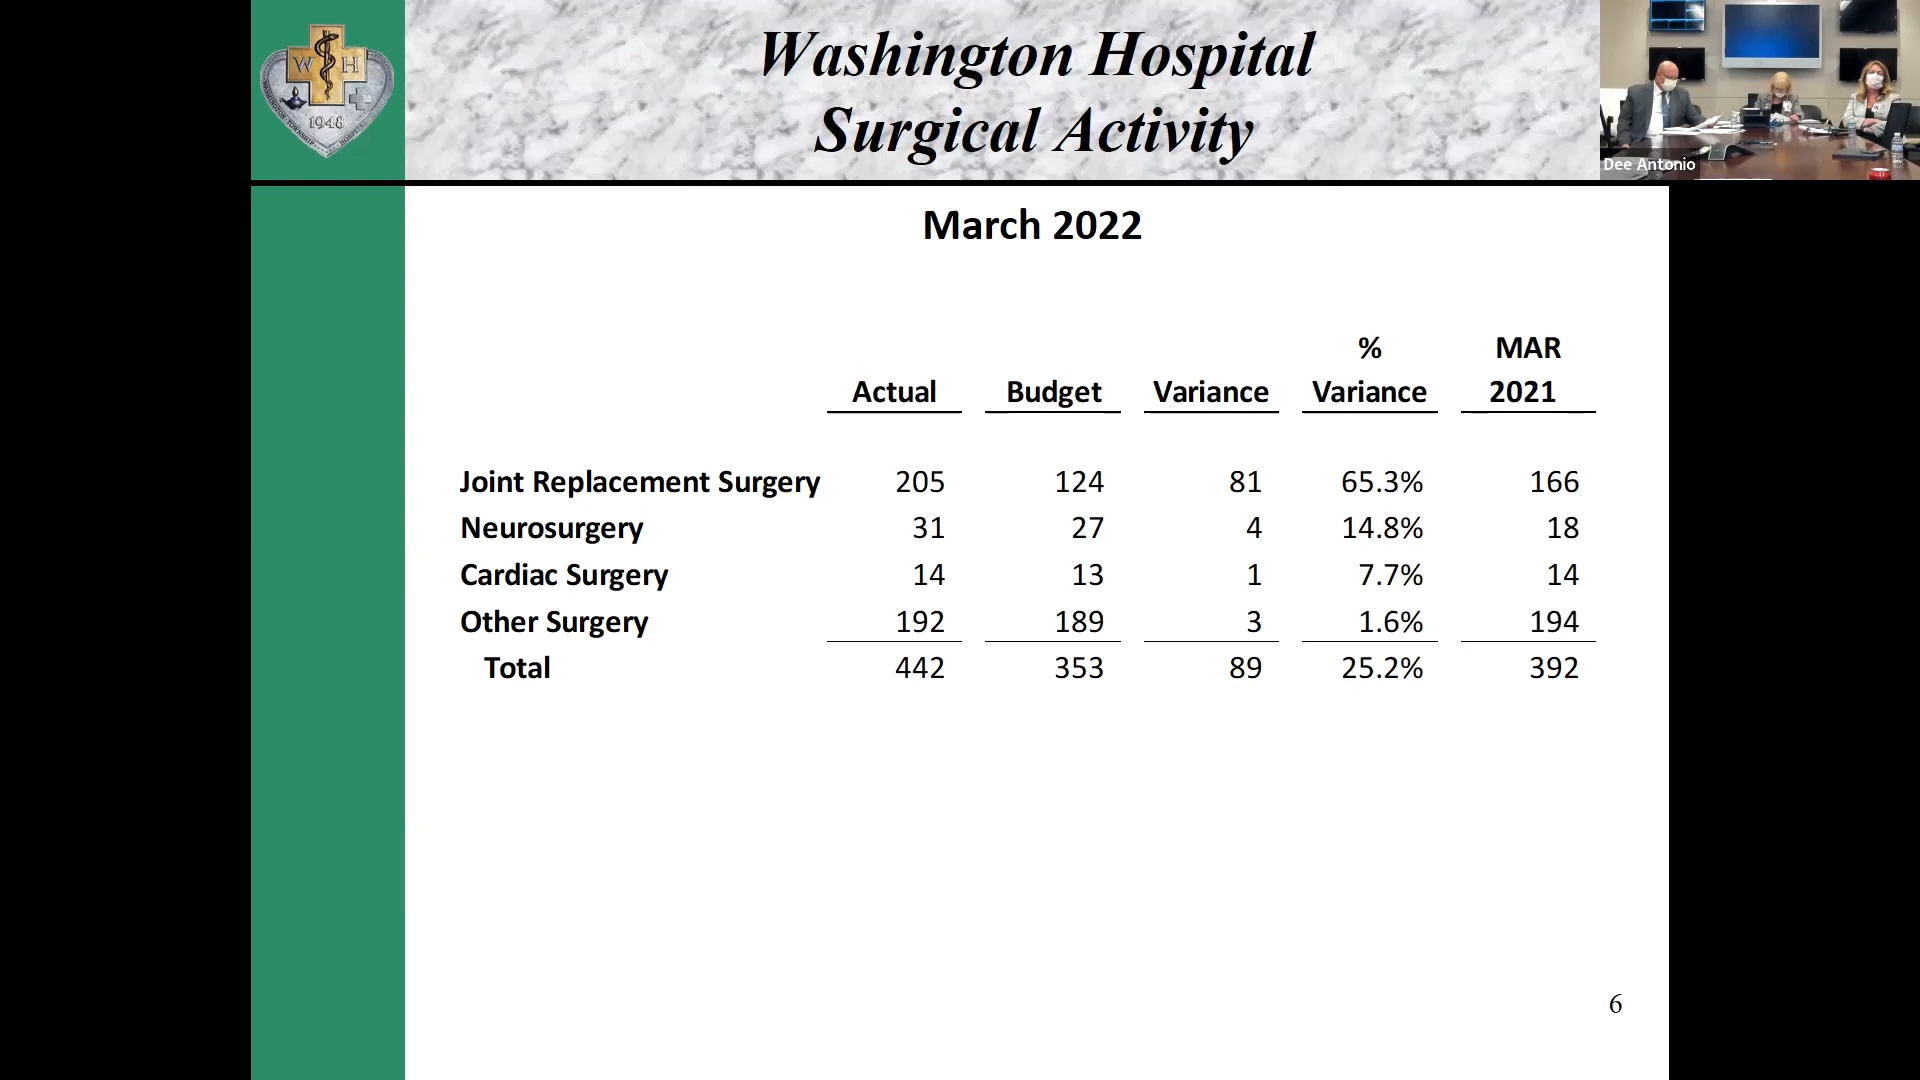 Washington Hospital
Surgical Activity
W H
1948
Dee Antonio
March 2022
% MAR
Actual Budget Variance Variance 2021
Joint Replacement Surgery 205 124 81 65.3% 166
Neurosurgery 31 27 4 14.8% 18
Cardiac Surgery 14 13 1 7.7% 14
Other Surgery 192 189 3 1.6% 194
Total 442 353 89 25.2% 392
6